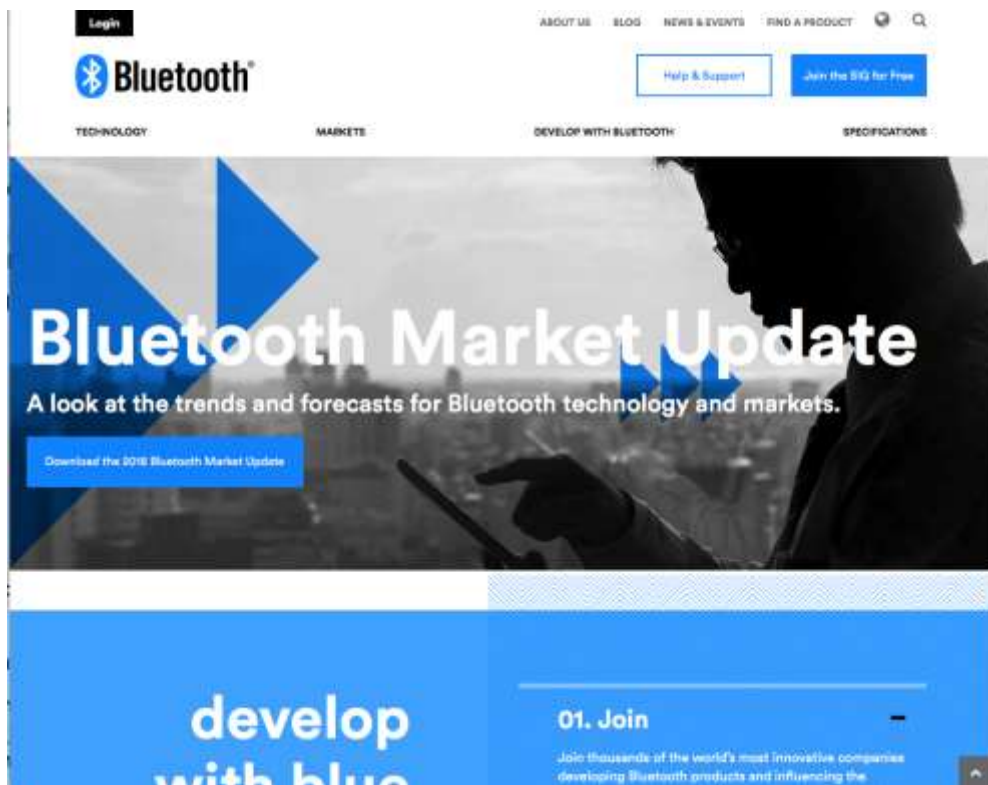 Login
ABOUT US BLOG NEWS & EVENTS FIND A PRODUCT
Bluetooth®
Help & Support
Join the SIG for Free
TECHNOLOGY MARKETS DEVELOP WITH BLUETOOTH SPECIFICATIONS
Bluetooth Market Update
A look at the trends and forecasts for Bluetooth technology and markets.
Download the 2018 Bluetooth Market Update
develop
with blue
01. Join
Join thousands of the world's most innovative companies
developing Bluetooth products and influencing the